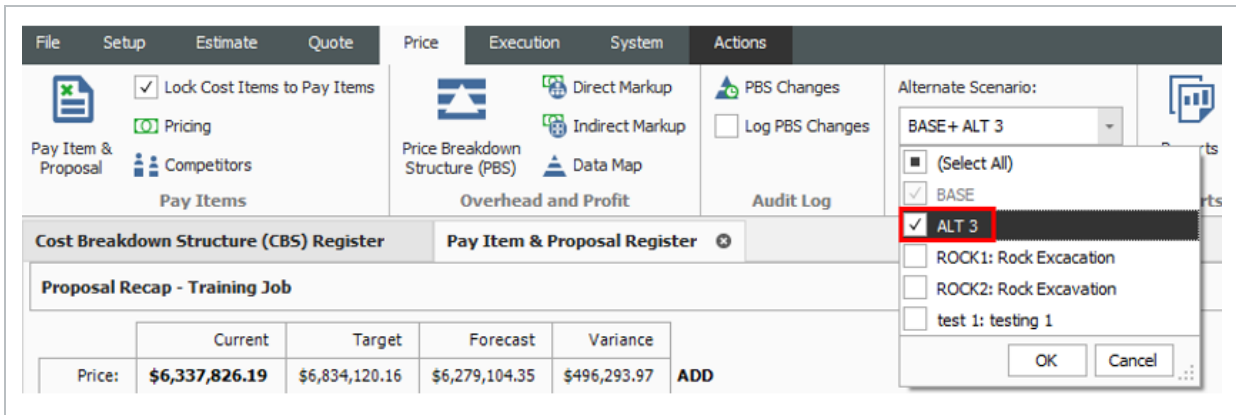 File Setup Estimate Quote Price Execution System Actions
Lock Cost Items to Pay Items
Pricing
Competitors
Pay Item &
Proposal
Pay Items
Price Breakdown
Structure (PBS)
Direct Markup
Indirect Markup
Data Map
Overhead and Profit
PBS Changes
Log PBS Changes
Audit Log
Alternate Scenario:
BASE+ ALT 3
(Select All)
BASE
ALT 3
ROCK1: Rock Excacation
ROCK2: Rock Excavation
test 1: testing 1
OK Cancel
Cost Breakdown Structure (CBS) Register Pay Item & Proposal Register
Proposal Recap - Training Job
Current Target Forecast Variance
Price: $6,337,826.19 $6,834,120.16 $6,279,104.35 $496,293.97 ADD